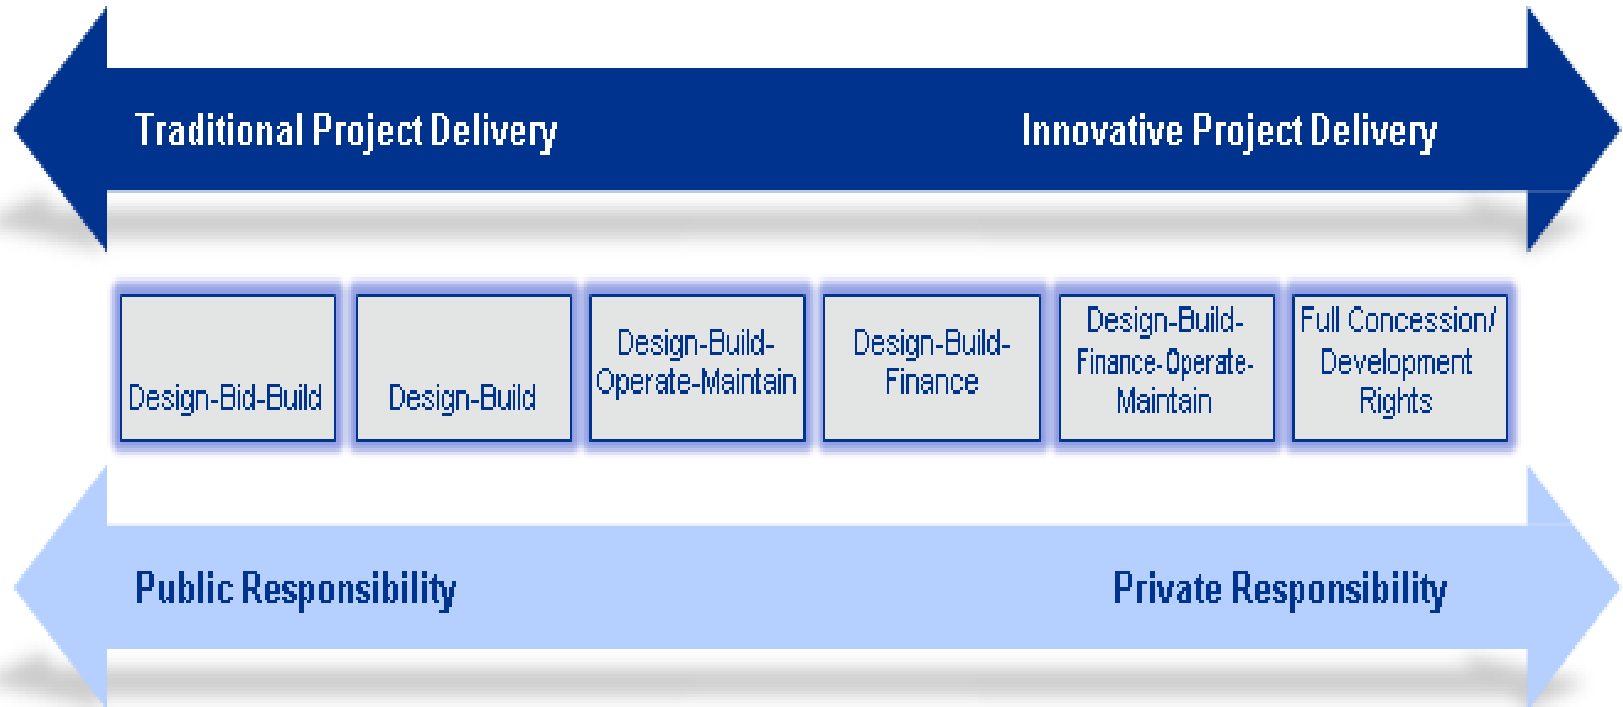 Traditional Project Delivery
Innovative Project Delivery
Design-Bid-Build
Design-Build
Design-Build-
Operate-Maintain
Design-Build-
Finance
Design-Build-
Finance-Operate-
Maintain
Full Concession/
Development
Rights
Public Responsibility
Private Responsibility